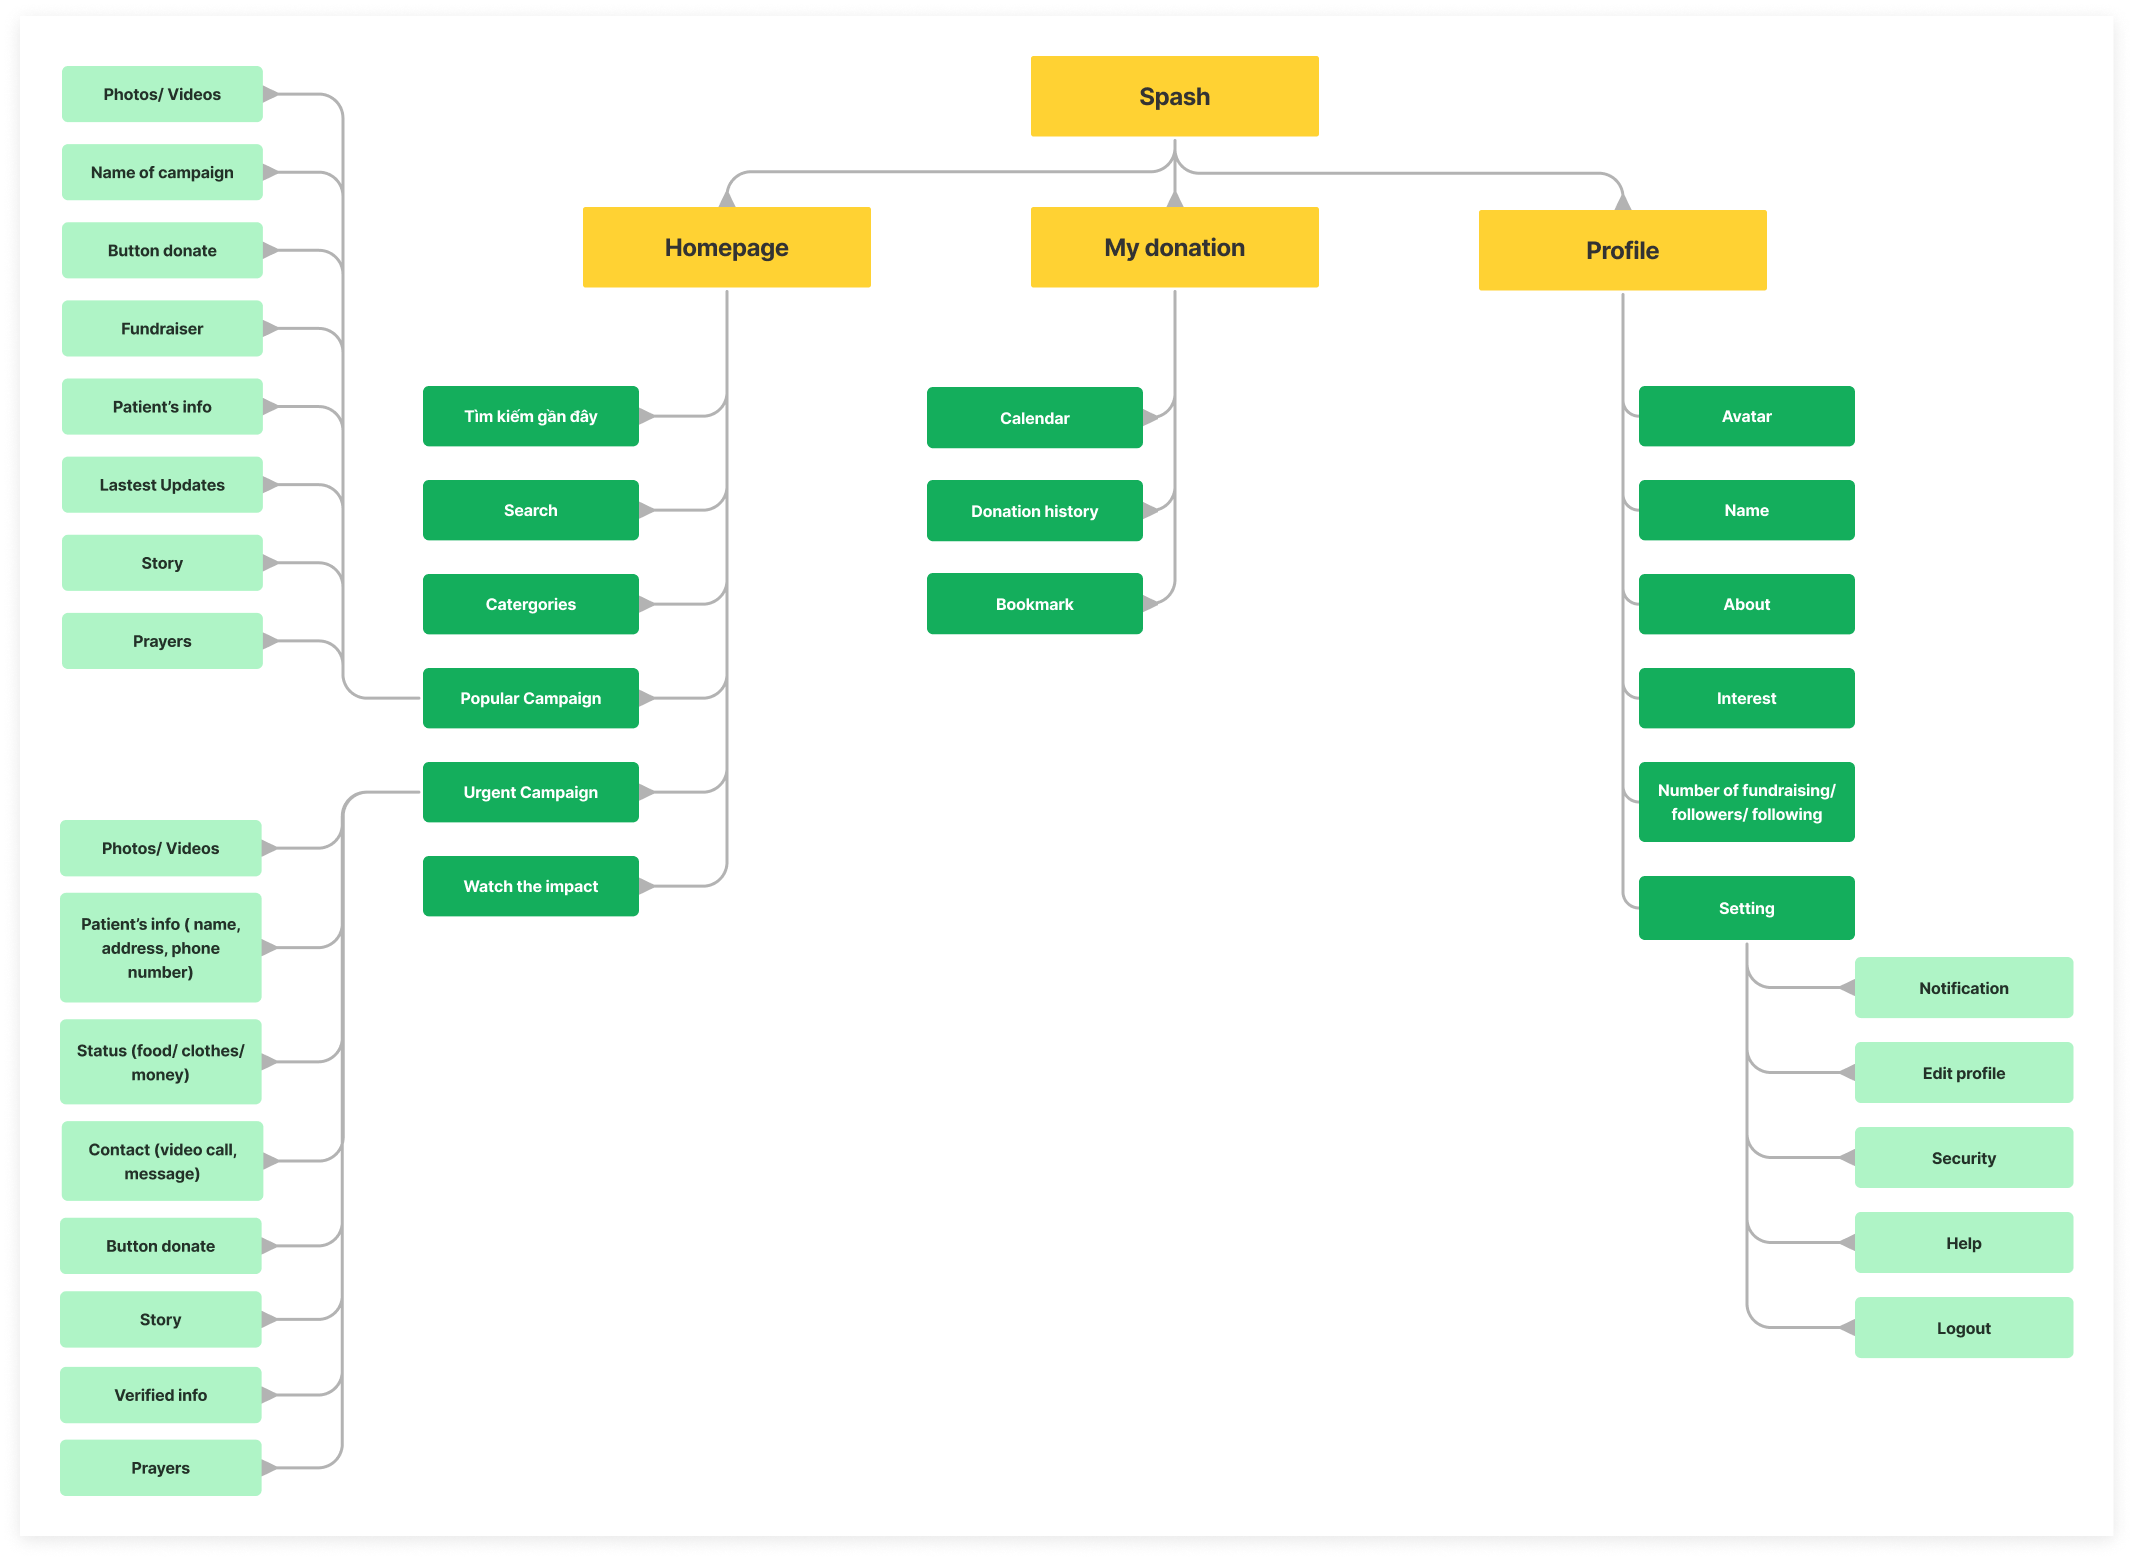 Spash
Homepage
My donation
Profile
Photos/ Videos
Name of campaign
Button donate
Fundraiser
Patient’s info
Lastest Updates
Story
Prayers
Tìm kiếm gần đây
Search
Catergories
Popular Campaign
Urgent Campaign
Watch the impact
Photos/ Videos
Patient’s info ( name,
address, phone
number)
Status (food/ clothes/
money)
Contact (video call,
message)
Button donate
Story
Verified info
Prayers
Calendar
Donation history
Bookmark
Avatar
Name
About
Interest
Number of fundraising/
followers/ following
Setting
Notification
Edit profile
Security
Help
Logout